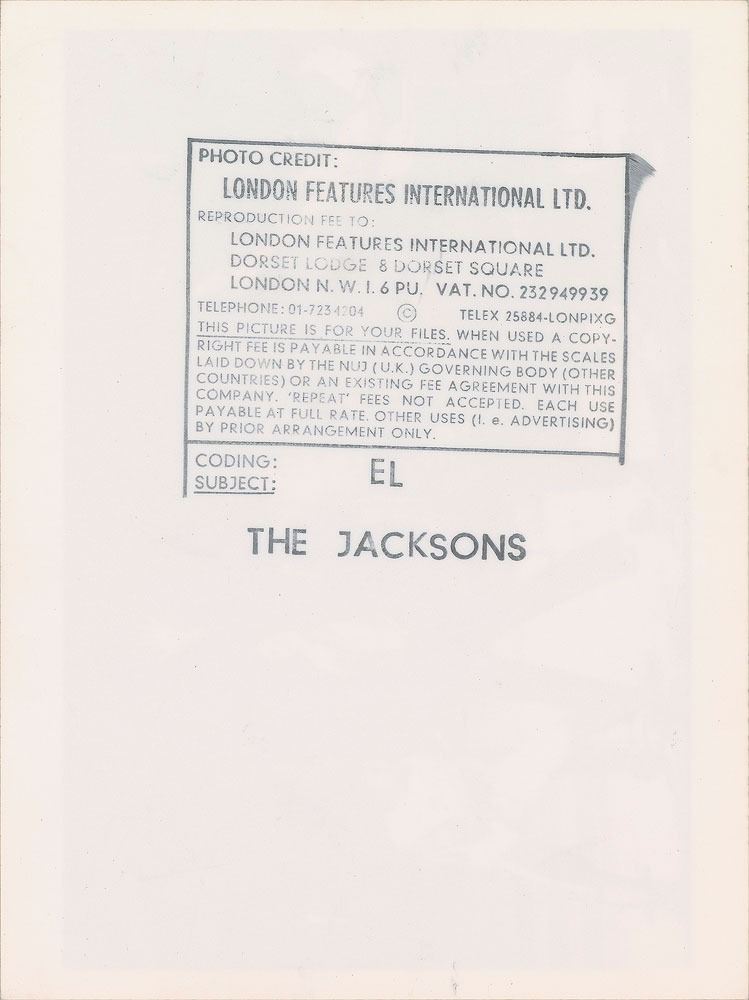 PHOTO CREDIT:
LONDON FEATURES INTERNATIONAL LTD.
REPRODUCTION FEE TO:
LONDON FEATURES INTERNATIONAL LTD.
DORSET LODGE 8 DORSET SQUARE
LONDON N. W. I. 6 PU. VAT. NO. 232949939
TELEPHONE: 01-723 4204 © TELEX 25884-LONPIXG
THIS PICTURE IS FOR YOUR FILES. WHEN USED A COPY-
RIGHT FEE IS PAYABLE IN ACCORDANCE WITH THE SCALES
LAID DOWN BY THE NUJ (U.K.) GOVERNING BODY (OTHER
COUNTRIES) OR AN EXISTING FEE AGREEMENT WITH THIS
COMPANY. 'REPEAT' FEES NOT ACCEPTED. EACH USE
PAYABLE AT FULL RATE. OTHER USES (I. e. ADVERTISING)
BY PRIOR ARRANGEMENT ONLY.
CODING: EL
SUBJECT:
THE JACKSONS